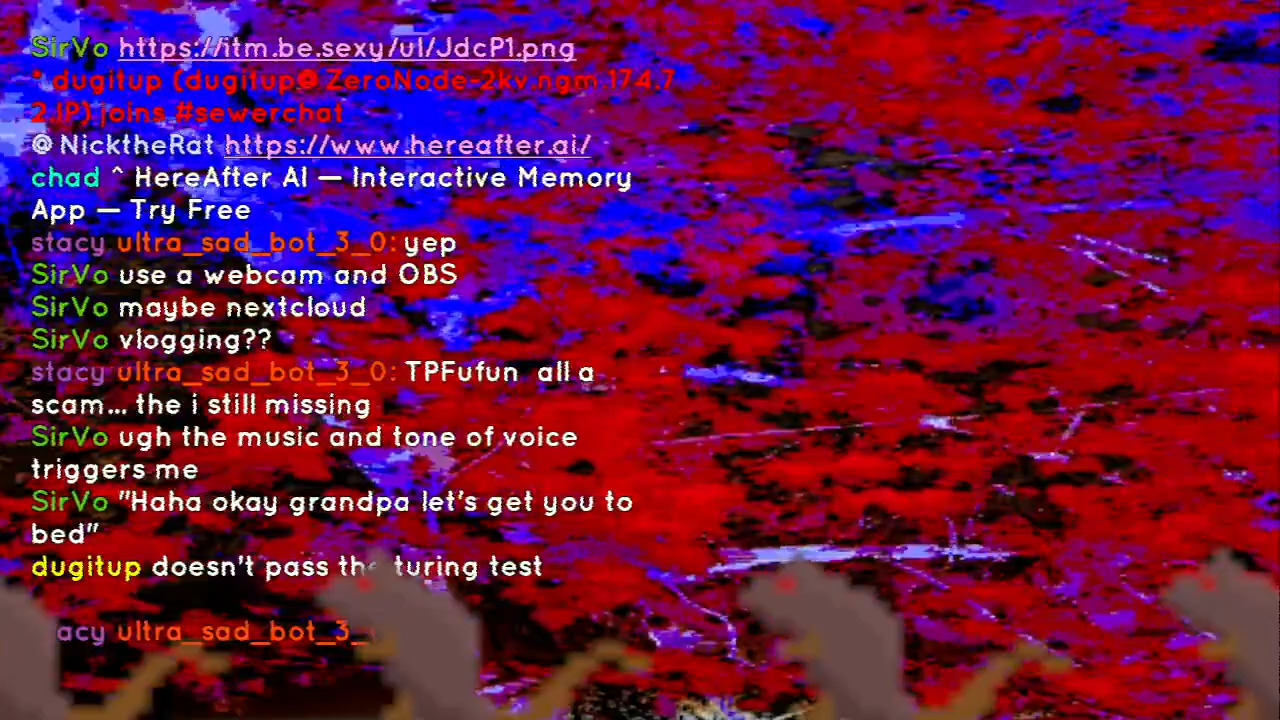 SirVo https://itm.be.sexy/ul/JdcP1.png
* dugitup (dugitup@ZeroNode-2kv.ngm.174.7
2.IP) joins #sewerchat
@NicktheRat https://www.hereafter.ai/
chad ^ HereAfter AI — Interactive Memory
App — Try Free
stacy ultra_sad_bot_3_0: yep
SirVo use a webcam and OBS
SirVo maybe nextcloud
SirVo vlogging??
stacy ultra_sad_bot_3_0: TPFufun  all a
scam... the i still missing
SirVo ugh the music and tone of voice
triggers me
SirVo "Haha okay grandpa let's get you to
bed"
dugitup doesn't pass the turing test
acy ultra_sad_bot_3_